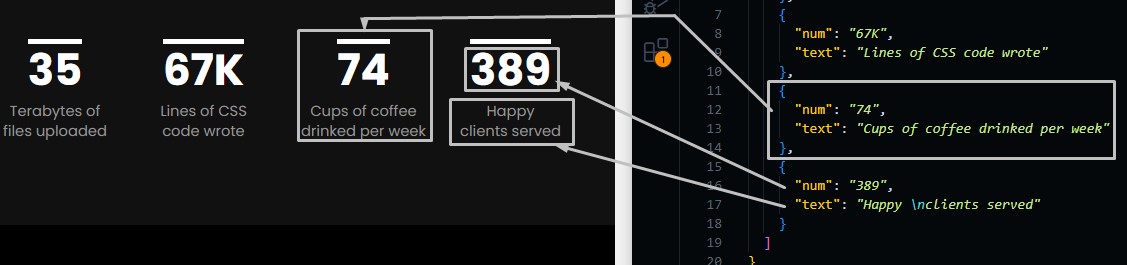 35
Terabytes of
files uploaded
67K
Lines of CSS
code wrote
74
Cups of coffee
drinked per week
389
Happy
clients served
1
7 {
8 "num": "67K",
9 "text": "Lines of CSS code wrote"
10 },
11 {
12 "num": "74",
13 "text": "Cups of coffee drinked per week"
14 },
15 {
16 "num": "389",
17 "text": "Happy \nclients served"
18 }
19 ]
20 }